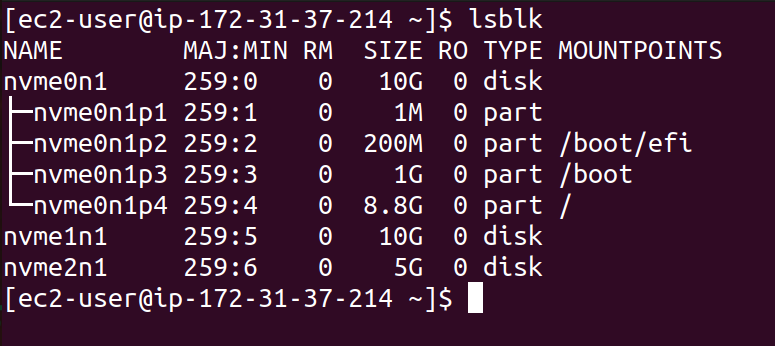 [ec2-user@ip-172-31-37-214 ~]$ lsblk
NAME        MAJ:MIN RM  SIZE RO TYPE MOUNTPOINTS
nvme0n1     259:0    0   10G  0 disk
├─nvme0n1p1 259:1    0    1M  0 part
├─nvme0n1p2 259:2    0  200M  0 part /boot/efi
├─nvme0n1p3 259:3    0    1G  0 part /boot
└─nvme0n1p4 259:4    0  8.8G  0 part /
nvme1n1     259:5    0   10G  0 disk
nvme2n1     259:6    0    5G  0 disk
[ec2-user@ip-172-31-37-214 ~]$